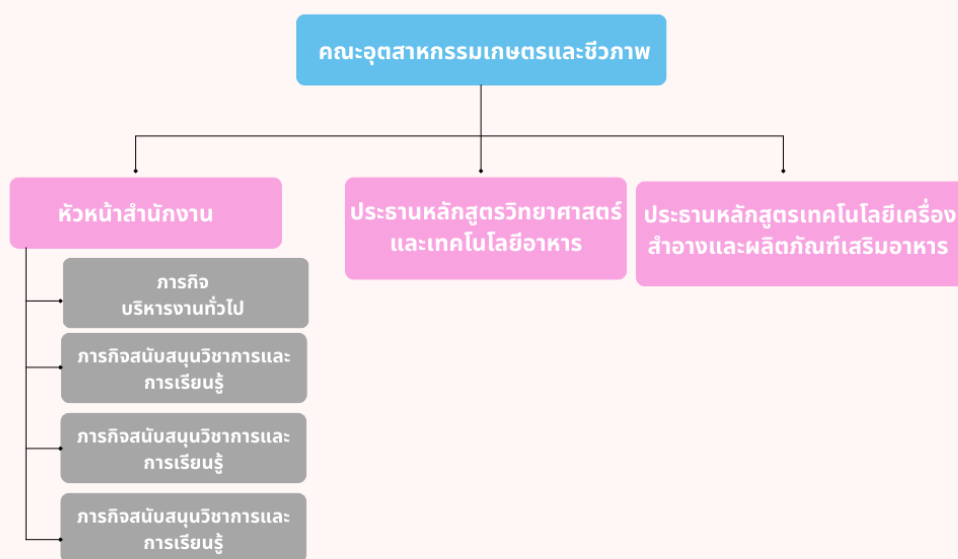 คณะอุตสาหกรรมเกษตรและชีวภาพ
หัวหน้าสำนักงาน
ประธานหลักสูตรวิทยาศาสตร์
และเทคโนโลยีอาหาร
ประธานหลักสูตรเทคโนโลยีเครื่อง
สำอางและผลิตภัณฑ์เสริมอาหาร
ภารกิจ
บริหารงานทั่วไป
ภารกิจสนับสนุนวิชาการและ
การเรียนรู้
ภารกิจสนับสนุนวิชาการและ
การเรียนรู้
ภารกิจสนับสนุนวิชาการและ
การเรียนรู้